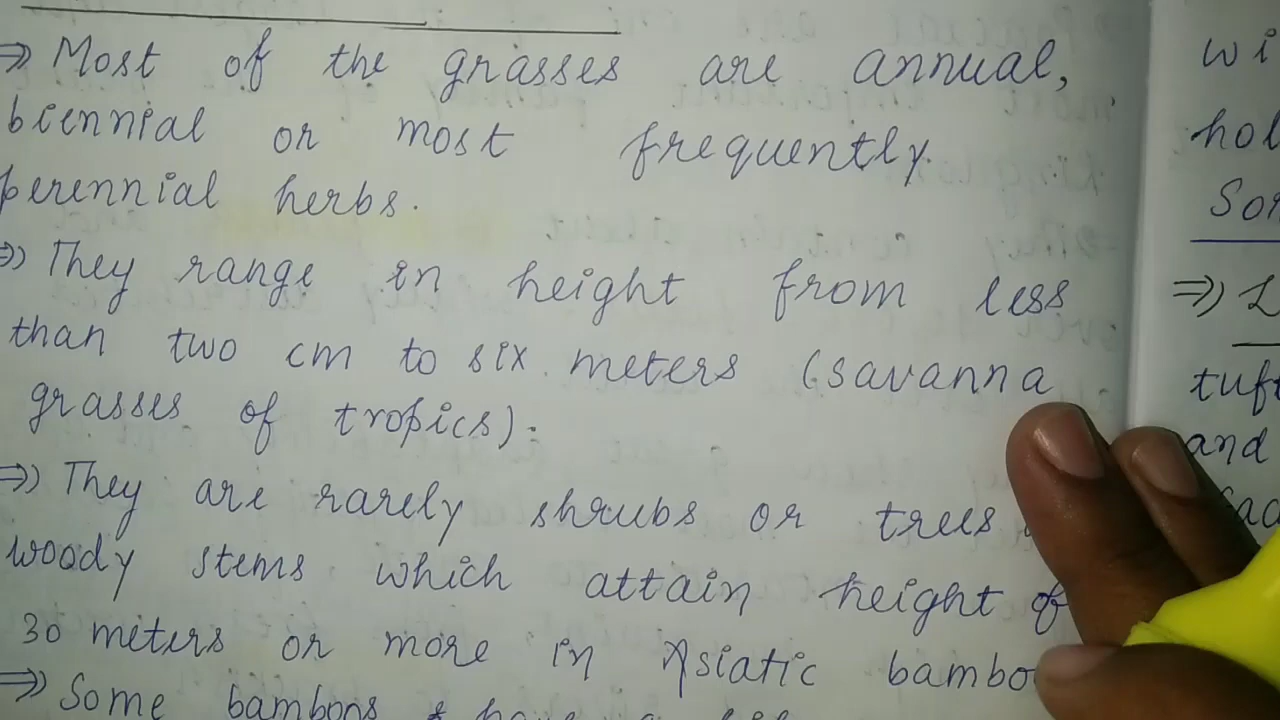 ⇒ Most of the grasses are annual,
biennial or most frequently
perennial herbs.
⇒) They range in height from less
than two cm to six meters (savanna
grasses of tropics).
⇒) They are rarely shrubs or trees
woody stems which attain height of
30 meters or more in Asiatic
⇒) Some bamboos
wi
hol
Sor
⇒) L
tuft
and